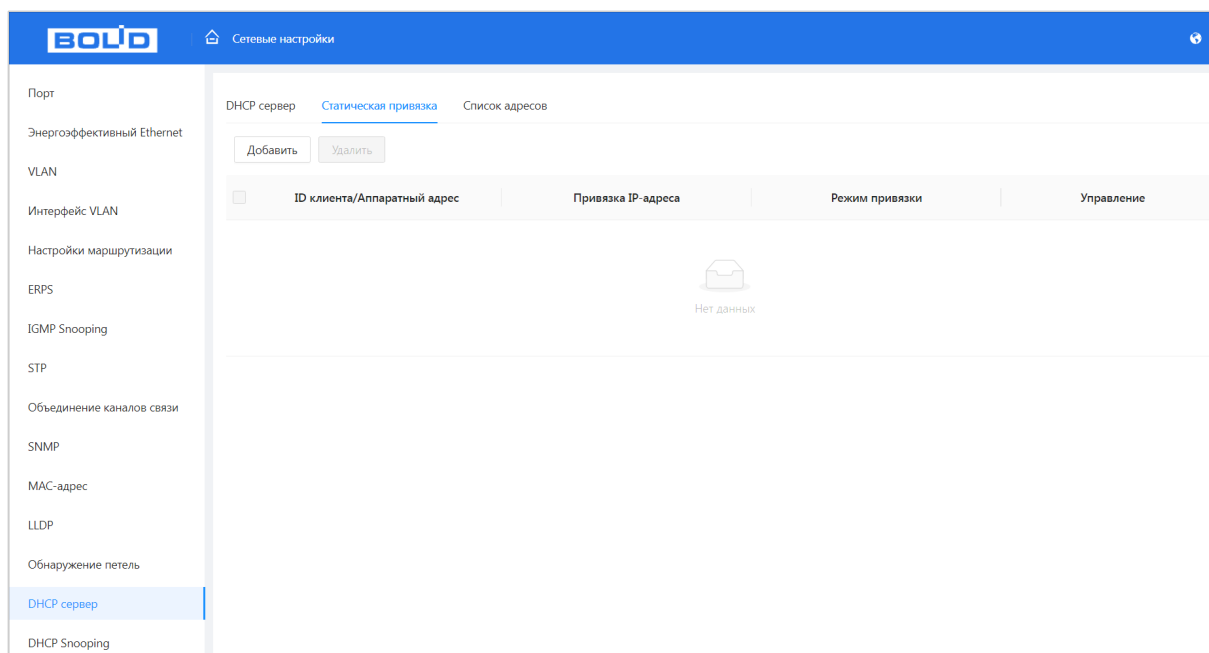 BOLID
Сетевые настройки
Порт
Энергоэффективный Ethernet
VLAN
Интерфейс VLAN
Настройки маршрутизации
ERPS
IGMP Snooping
STP
Объединение каналов связи
SNMP
MAC-адрес
LLDP
Обнаружение петель
DHCP сервер
DHCP Snooping
DHCP сервер Статическая привязка Список адресов
Добавить Удалить
ID клиента/Аппаратный адрес Привязка IP-адреса Режим привязки Управление
Нет данных